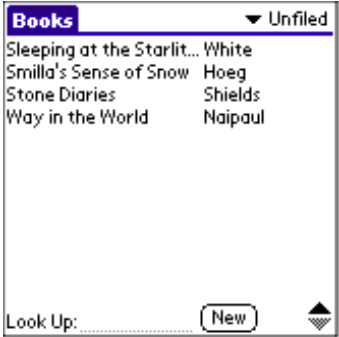 Books Unfiled
Sleeping at the Starlit... White
Smilla's Sense of Snow Hoeg
Stone Diaries Shields
Way in the World Naipaul
Look Up: New